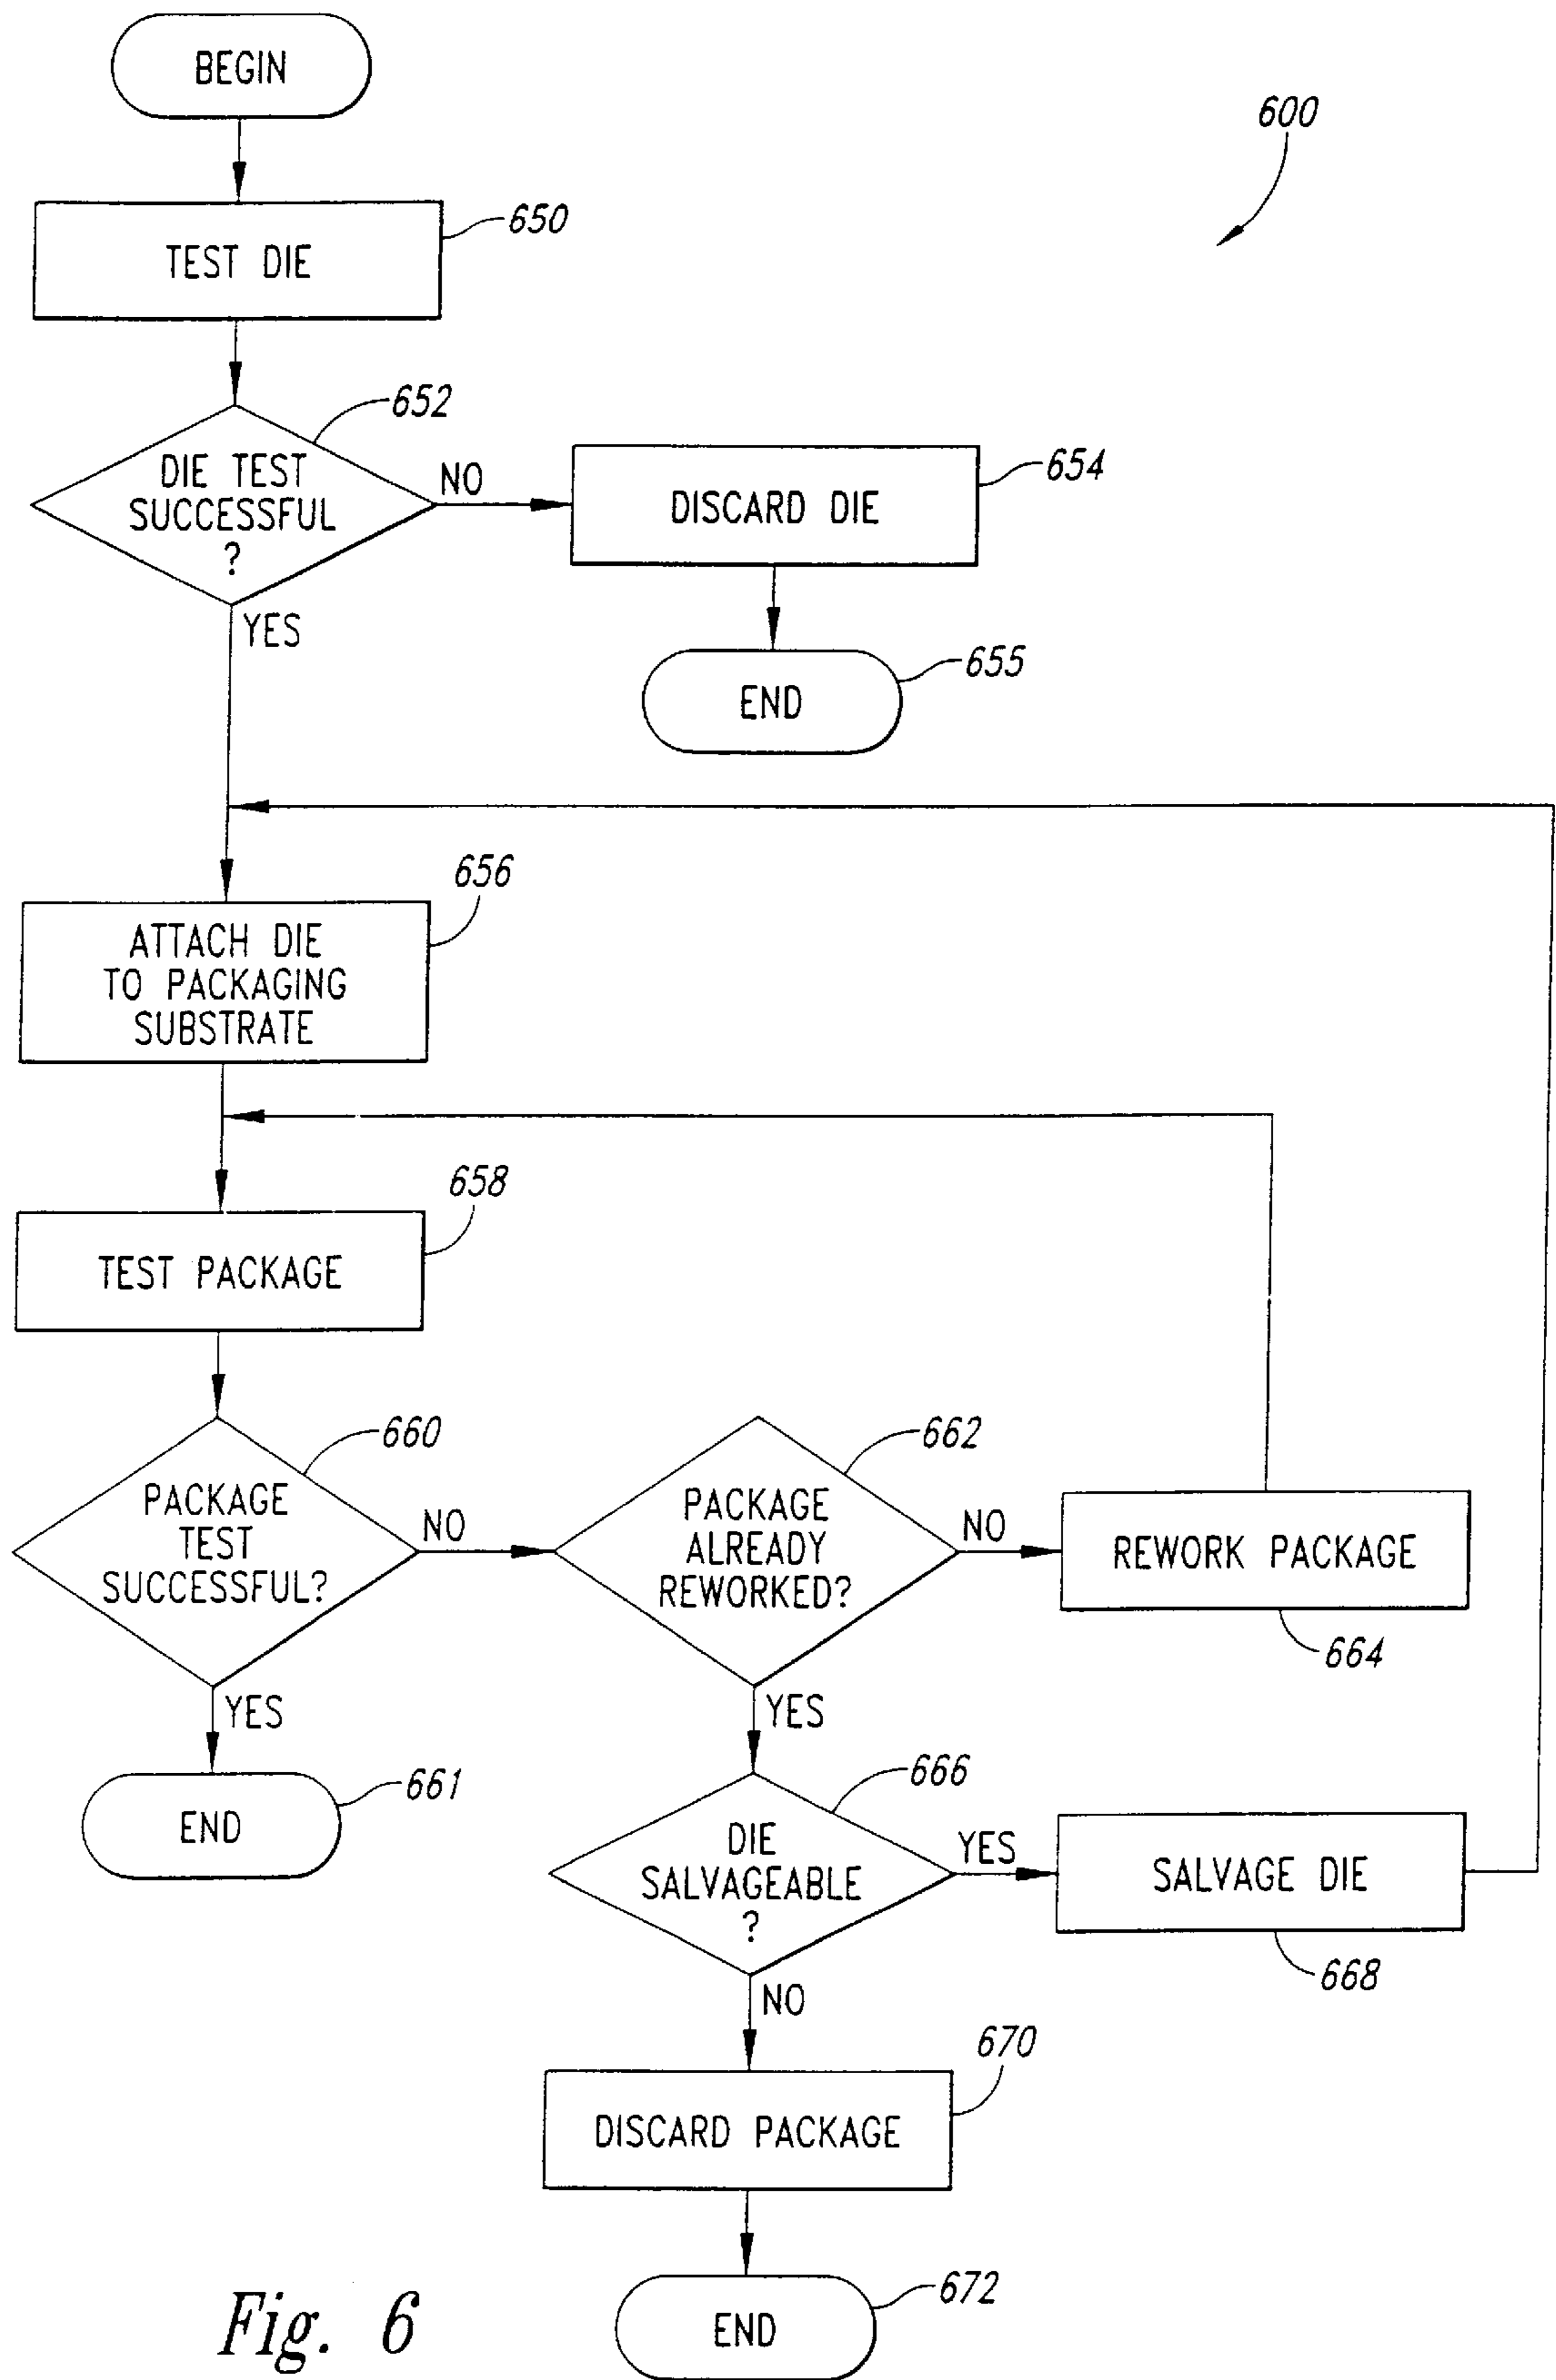 BEGIN
600
650
TEST DIE
652
DIE TEST
SUCCESSFUL
?
NO
654
DISCARD DIE
YES
655
END
656
ATTACH DIE
TO PACKAGING
SUBSTRATE
658
TEST PACKAGE
660
PACKAGE
TEST
SUCCESSFUL?
NO
662
PACKAGE
ALREADY
REWORKED?
NO
REWORK PACKAGE
664
YES
661
END
YES
666
DIE
SALVAGEABLE
?
YES
SALVAGE DIE
668
NO
670
DISCARD PACKAGE
672
END
Fig. 6